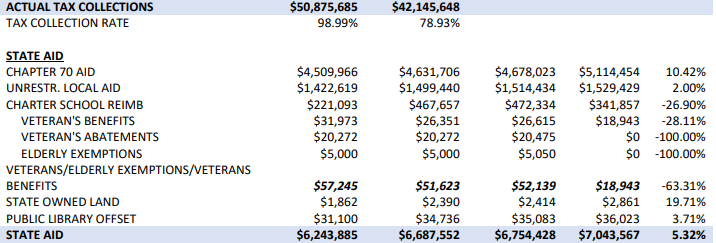 ACTUAL TAX COLLECTIONS $50,875,685 $42,145,648
TAX COLLECTION RATE 98.99% 78.93%
STATE AID
CHAPTER 70 AID $4,509,966 $4,631,706 $4,678,023 $5,114,454 10.42%
UNRESTR. LOCAL AID $1,422,619 $1,499,440 $1,514,434 $1,529,429 2.00%
CHARTER SCHOOL REIMB $221,093 $467,657 $472,334 $341,857 -26.90%
VETERAN'S BENEFITS $31,973 $26,351 $26,615 $18,943 -28.11%
VETERAN'S ABATEMENTS $20,272 $20,272 $20,475 $0 -100.00%
ELDERLY EXEMPTIONS $5,000 $5,000 $5,050 $0 -100.00%
VETERANS/ELDERLY EXEMPTIONS/VETERANS
BENEFITS $57,245 $51,623 $52,139 $18,943 -63.31%
STATE OWNED LAND $1,862 $2,390 $2,414 $2,861 19.71%
PUBLIC LIBRARY OFFSET $31,100 $34,736 $35,083 $36,023 3.71%
STATE AID $6,243,885 $6,687,552 $6,754,428 $7,043,567 5.32%